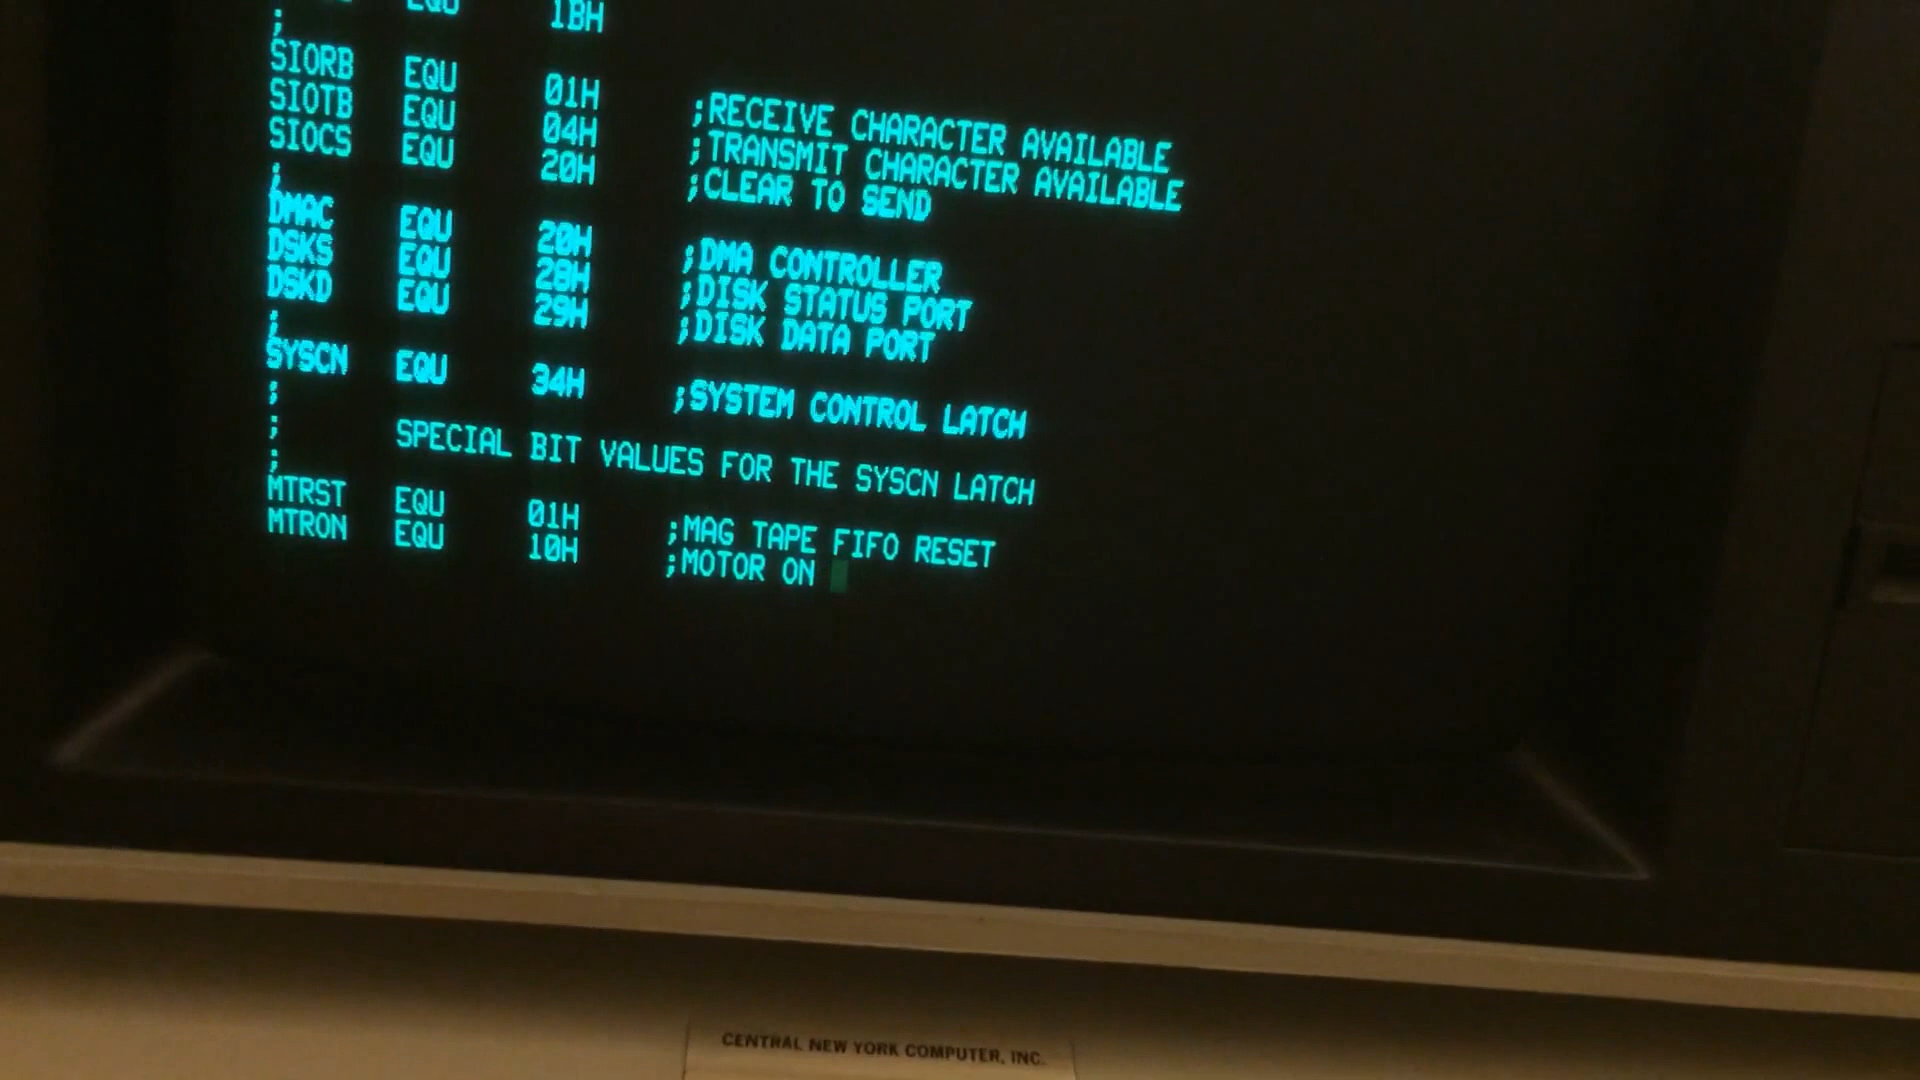 EQU 1BH
;
SIORB EQU 01H ;RECEIVE CHARACTER AVAILABLE
SIOTB EQU 04H ;TRANSMIT CHARACTER AVAILABLE
SIOCS EQU 20H ;CLEAR TO SEND
;
DMAC EQU 20H ;DMA CONTROLLER
DSKS EQU 28H ;DISK STATUS PORT
DSKD EQU 29H ;DISK DATA PORT
;
SYSCN EQU 34H ;SYSTEM CONTROL LATCH
;
; SPECIAL BIT VALUES FOR THE SYSCN LATCH
;
MTRST EQU 01H ;MAG TAPE FIFO RESET
MTRON EQU 10H ;MOTOR ON
CENTRAL NEW YORK COMPUTER, INC.